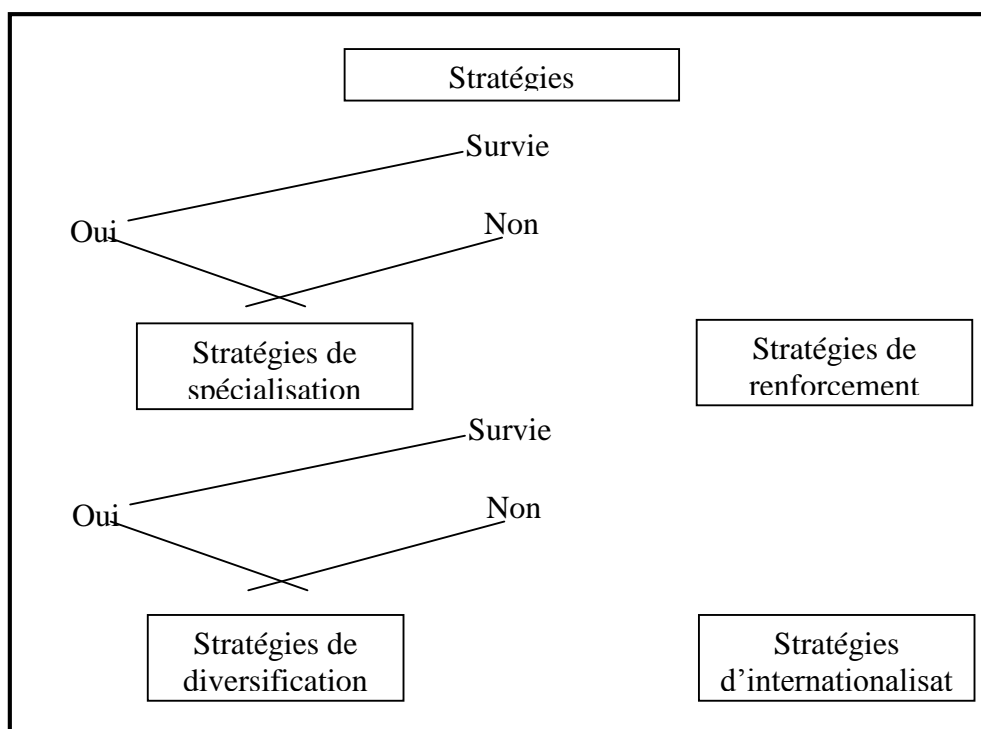 Stratégies
Survie
Oui
Non
Stratégies de
spécialisation
Stratégies de
renforcement
Survie
Oui
Non
Stratégies de
diversification
Stratégies
d’internationalisat